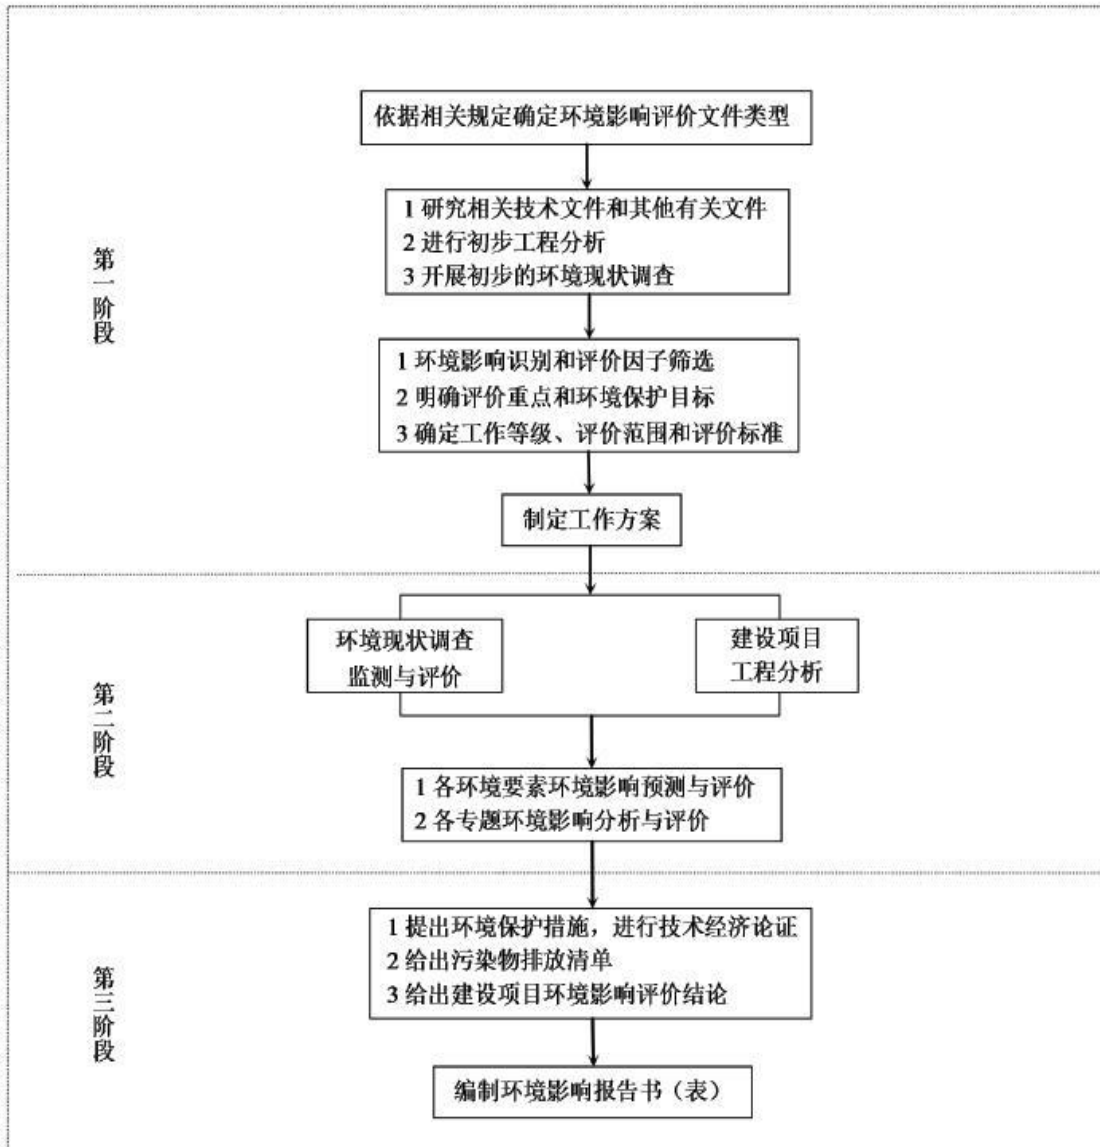 依据相关规定确定环境影响评价文件类型
第一阶段
1 研究相关技术文件和其他有关文件
2 进行初步工程分析
3 开展初步的环境现状调查
1 环境影响识别和评价因子筛选
2 明确评价重点和环境保护目标
3 确定工作等级、评价范围和评价标准
制定工作方案
第二阶段
环境现状调查
监测与评价
建设项目
工程分析
1 各环境要素环境影响预测与评价
2 各专题环境影响分析与评价
第三阶段
1 提出环境保护措施，进行技术经济论证
2 给出污染物排放清单
3 给出建设项目环境影响评价结论
编制环境影响报告书（表）